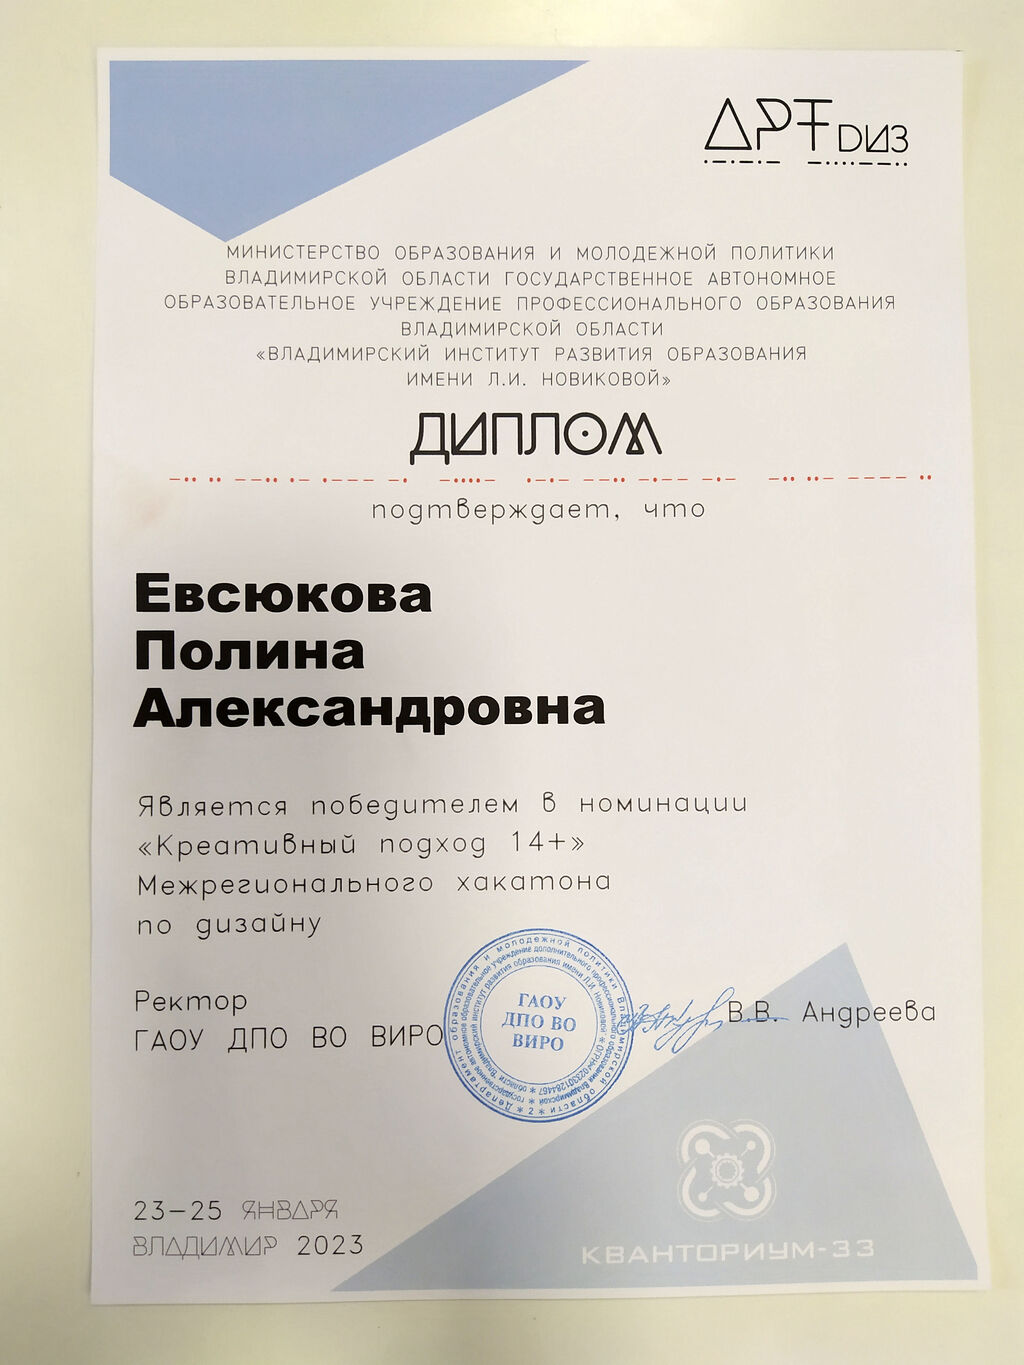 АРТ DИЗ
МИНИСТЕРСТВО ОБРАЗОВАНИЯ И МОЛОДЕЖНОЙ ПОЛИТИКИ
ВЛАДИМИРСКОЙ ОБЛАСТИ ГОСУДАРСТВЕННОЕ АВТОНОМНОЕ
ОБРАЗОВАТЕЛЬНОЕ УЧРЕЖДЕНИЕ ПРОФЕССИОНАЛЬНОГО ОБРАЗОВАНИЯ
ВЛАДИМИРСКОЙ ОБЛАСТИ
«ВЛАДИМИРСКИЙ ИНСТИТУТ РАЗВИТИЯ ОБРАЗОВАНИЯ
ИМЕНИ Л.И. НОВИКОВОЙ»
ДИПЛОМ
подтверждает, что
Евсюкова
Полина
Александровна
Является победителем в номинации
«Креативный подход 14+»
Межрегионального хакатона
по дизайну
Ректор
ГАОУ ДПО ВО ВИРО
ГАОУ
ДПО ВО
ВИРО
В.В. Андреева
23–25 ЯНВАРЯ
ВЛАДИМИР 2023
КВАНТОРИУМ-33